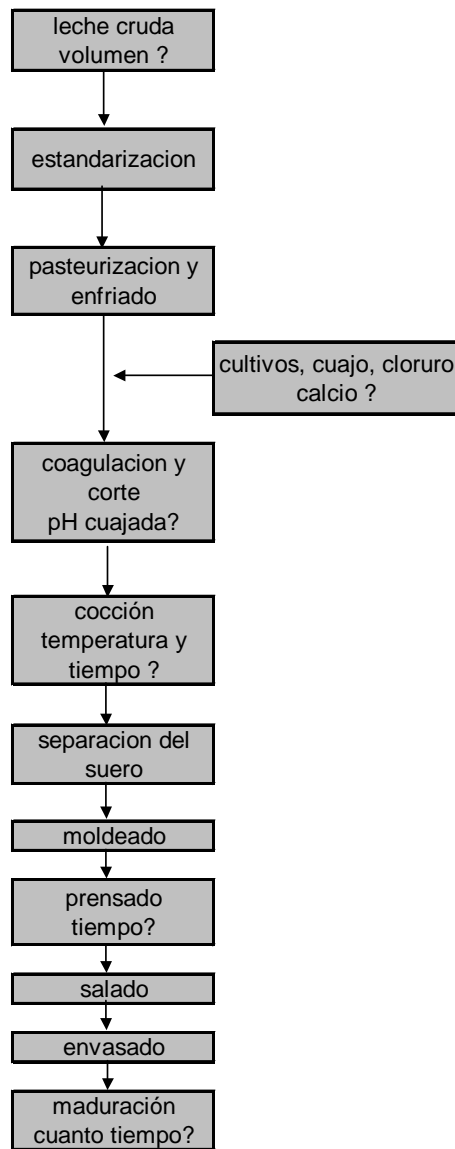 leche cruda
volumen ?
estandarizacion
pasteurizacion y
enfriado
cultivos, cuajo, cloruro
calcio ?
coagulacion y
corte
pH cuajada?
cocción
temperatura y
tiempo ?
separacion del
suero
moldeado
prensado
tiempo?
salado
envasado
maduración
cuanto tiempo?